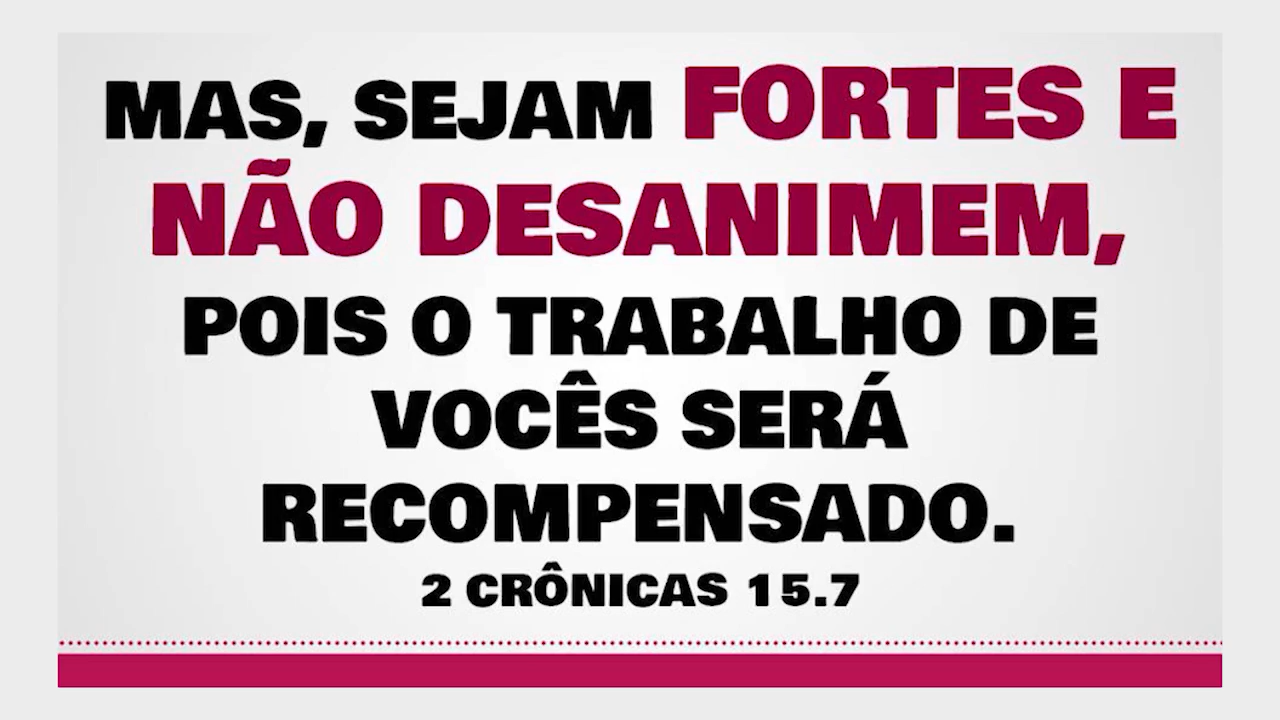 MAS, SEJAM FORTES E
NÃO DESANIMEM,
POIS O TRABALHO DE
VOCÊS SERÁ
RECOMPENSADO.
2 CRÔNICAS 15.7